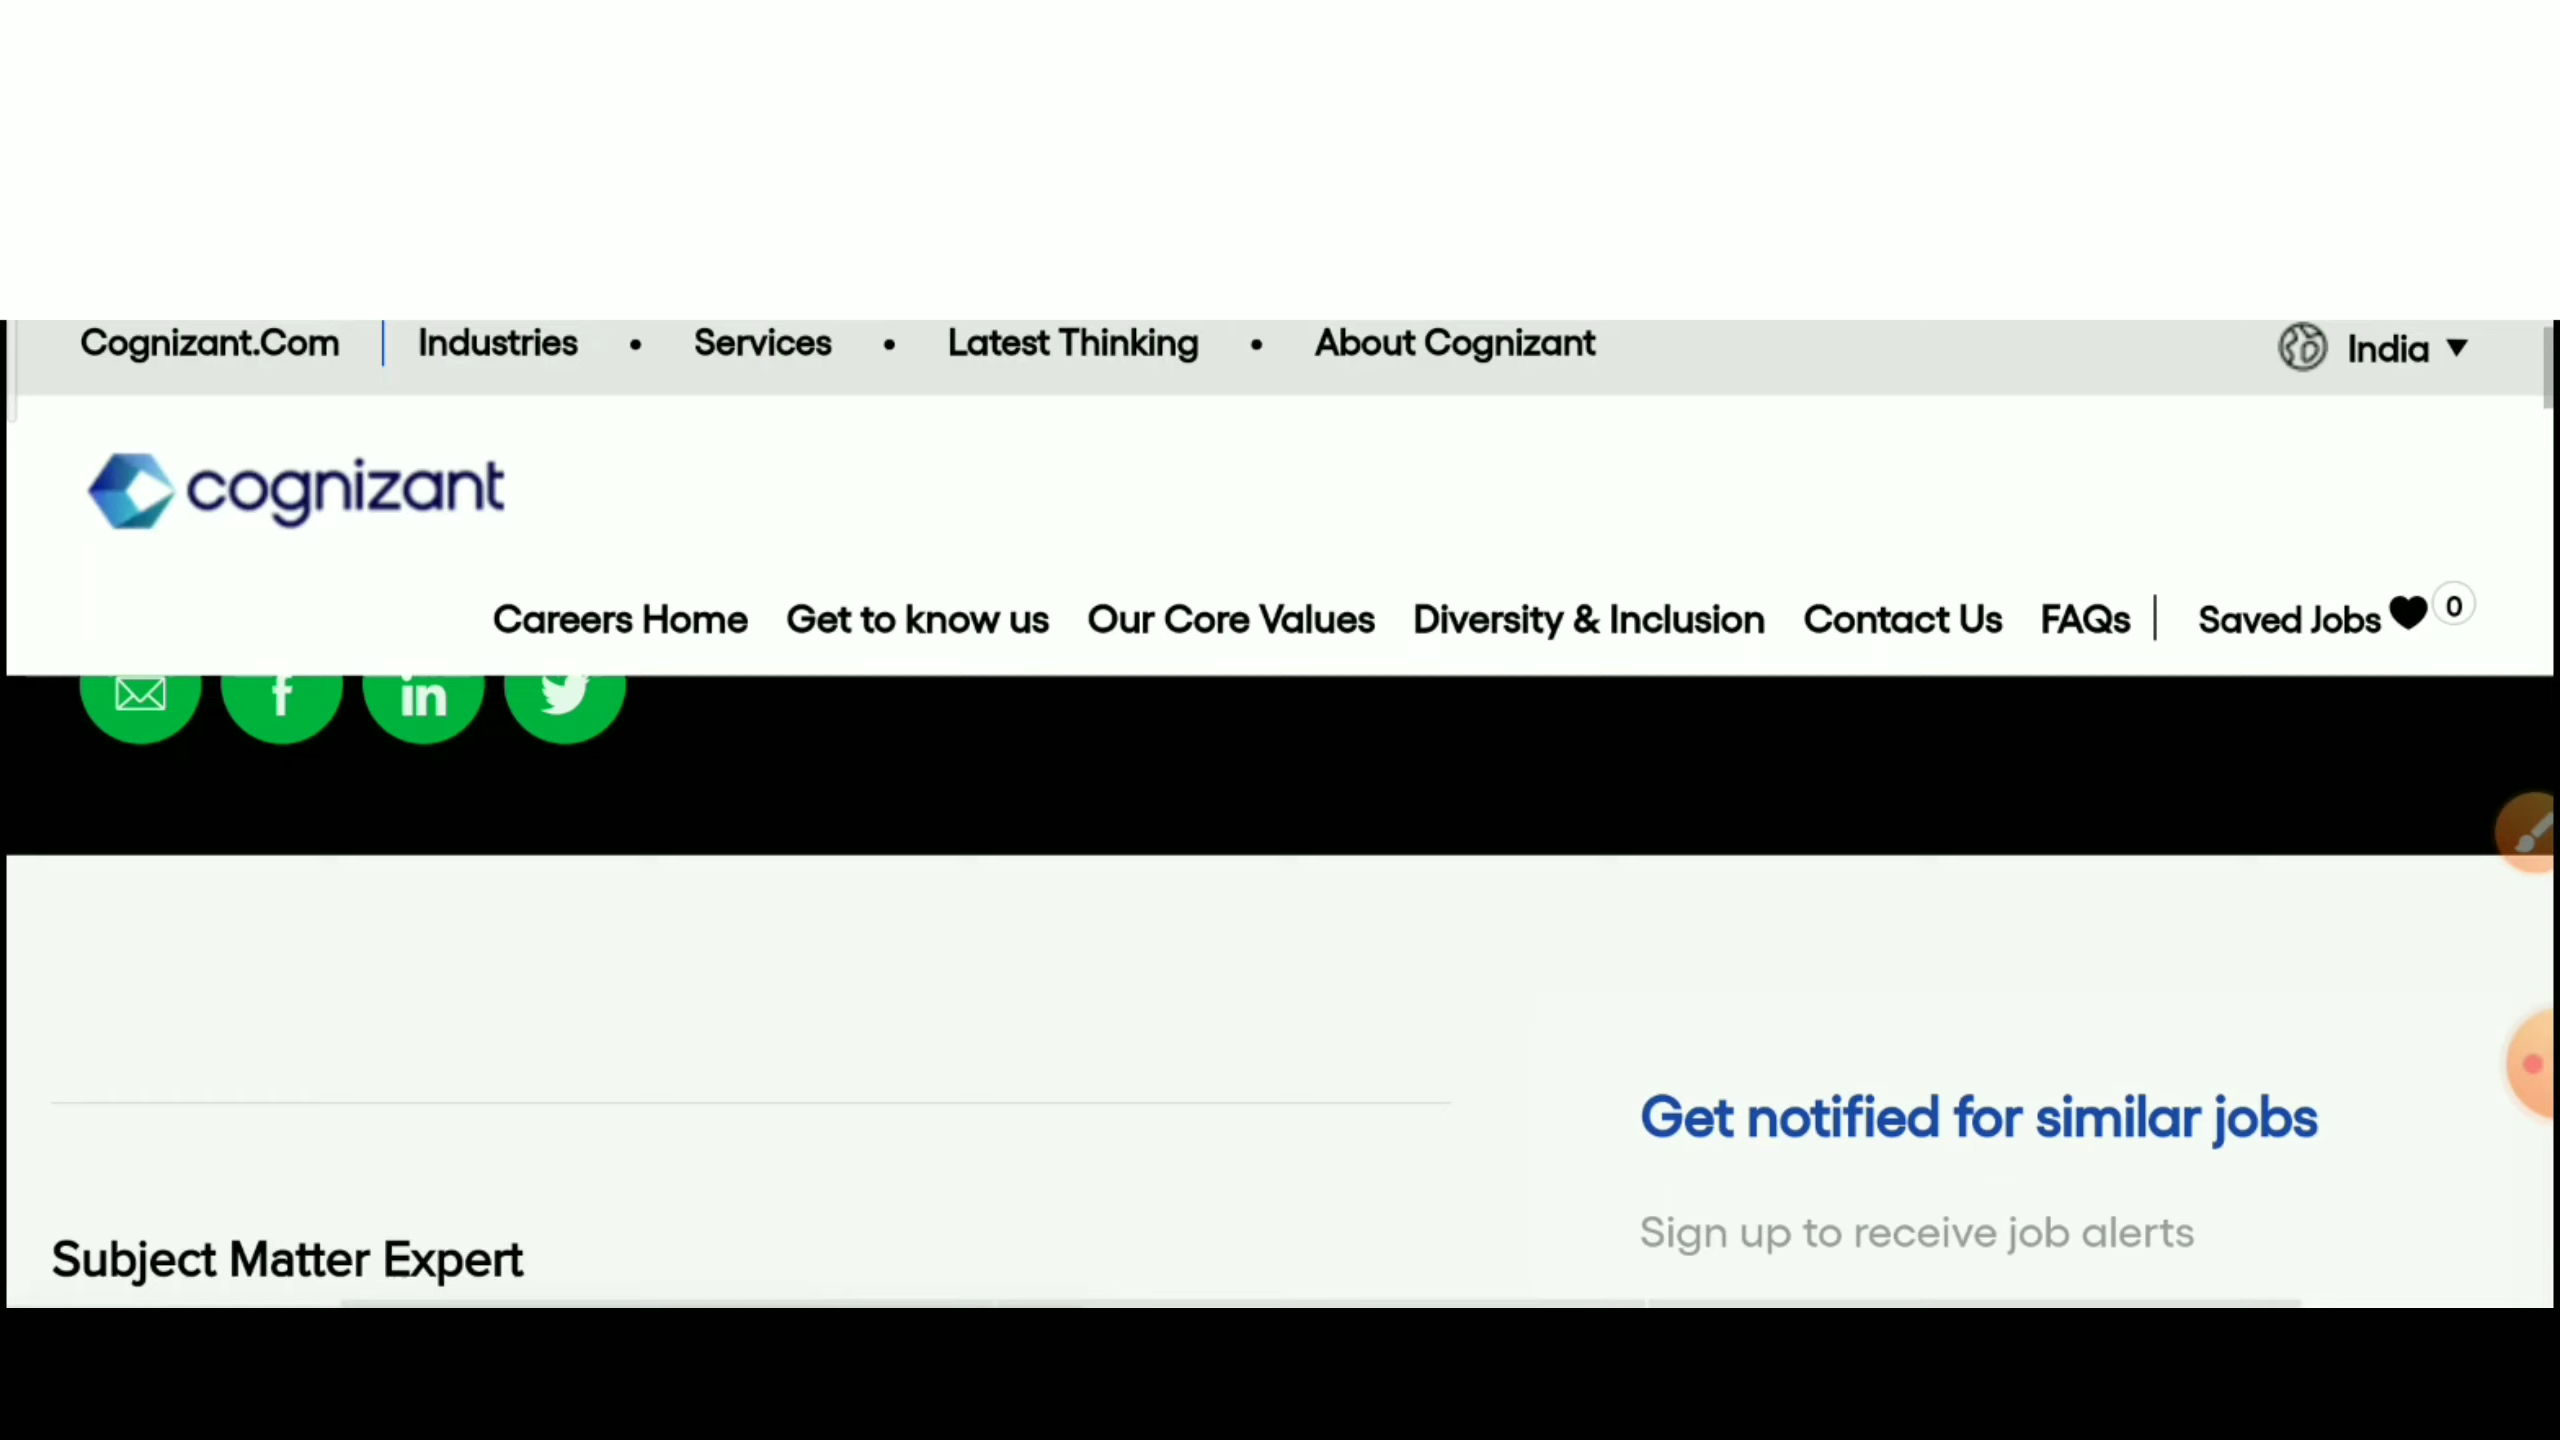 Cognizant.Com Industries • Services • Latest Thinking • About Cognizant India
cognizant
Careers Home Get to know us Our Core Values Diversity & Inclusion Contact Us FAQs Saved Jobs 0
f in
Get notified for similar jobs
Sign up to receive job alerts
Subject Matter Expert